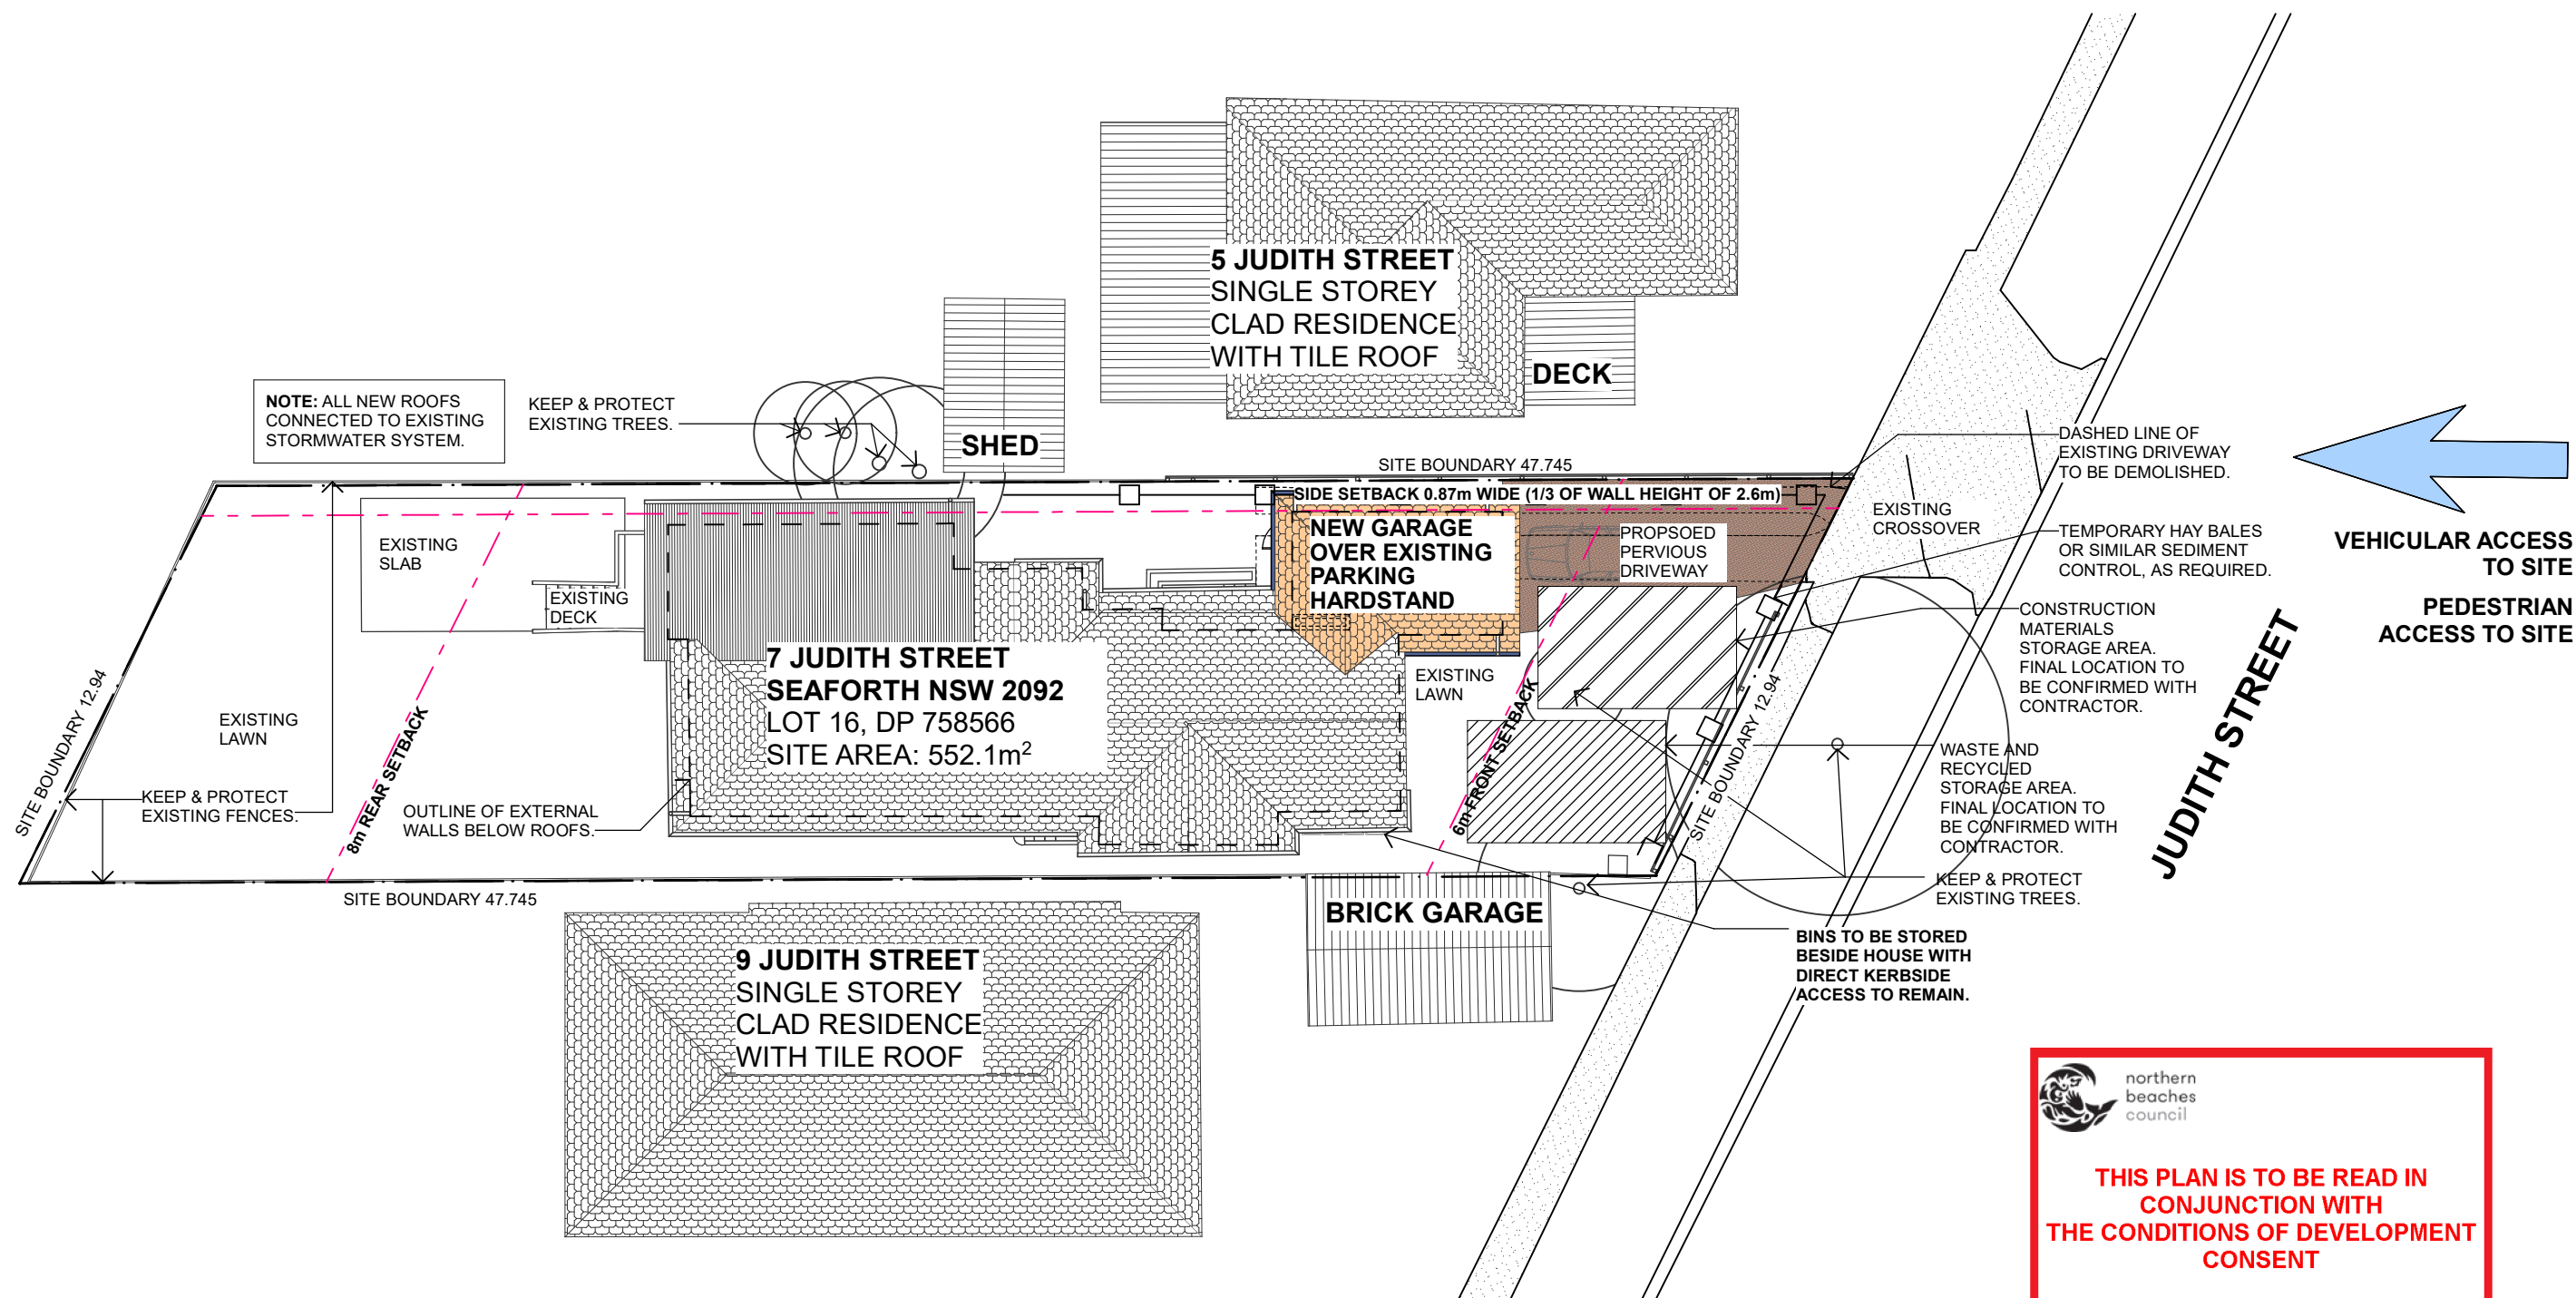 5 JUDITH STREET
SINGLE STOREY
CLAD RESIDENCE
WITH TILE ROOF
DECK
NOTE: ALL NEW ROOFS
CONNECTED TO EXISTING
STORMWATER SYSTEM.
KEEP & PROTECT
EXISTING TREES.
SHED
SITE BOUNDARY 47.745
SIDE SETBACK 0.87m WIDE (1/3 OF WALL HEIGHT OF 2.6m)
NEW GARAGE
OVER EXISTING
PARKING
HARDSTAND
PROPSOED
PERVIOUS
DRIVEWAY
EXISTING
CROSSOVER
DASHED LINE OF
EXISTING DRIVEWAY
TO BE DEMOLISHED.
TEMPORARY HAY BALES
OR SIMILAR SEDIMENT
CONTROL, AS REQUIRED.
VEHICULAR ACCESS
TO SITE
PEDESTRIAN
ACCESS TO SITE
CONSTRUCTION
MATERIALS
STORAGE AREA.
FINAL LOCATION TO
BE CONFIRMED WITH
CONTRACTOR.
JUDITH STREET
EXISTING
SLAB
EXISTING
DECK
7 JUDITH STREET
SEAFORTH NSW 2092
LOT 16, DP 758566
SITE AREA: 552.1m²
EXISTING
LAWN
6m FRONT SETBACK
SITE BOUNDARY 12.94
WASTE AND
RECYCLED
STORAGE AREA.
FINAL LOCATION TO
BE CONFIRMED WITH
CONTRACTOR.
SITE BOUNDARY 12.94
EXISTING
LAWN
8m REAR SETBACK
KEEP & PROTECT
EXISTING FENCES.
OUTLINE OF EXTERNAL
WALLS BELOW ROOFS.
KEEP & PROTECT
EXISTING TREES.
SITE BOUNDARY 47.745
BRICK GARAGE
BINS TO BE STORED
BESIDE HOUSE WITH
DIRECT KERBSIDE
ACCESS TO REMAIN.
9 JUDITH STREET
SINGLE STOREY
CLAD RESIDENCE
WITH TILE ROOF
northern
beaches
council
THIS PLAN IS TO BE READ IN
CONJUNCTION WITH
THE CONDITIONS OF DEVELOPMENT
CONSENT